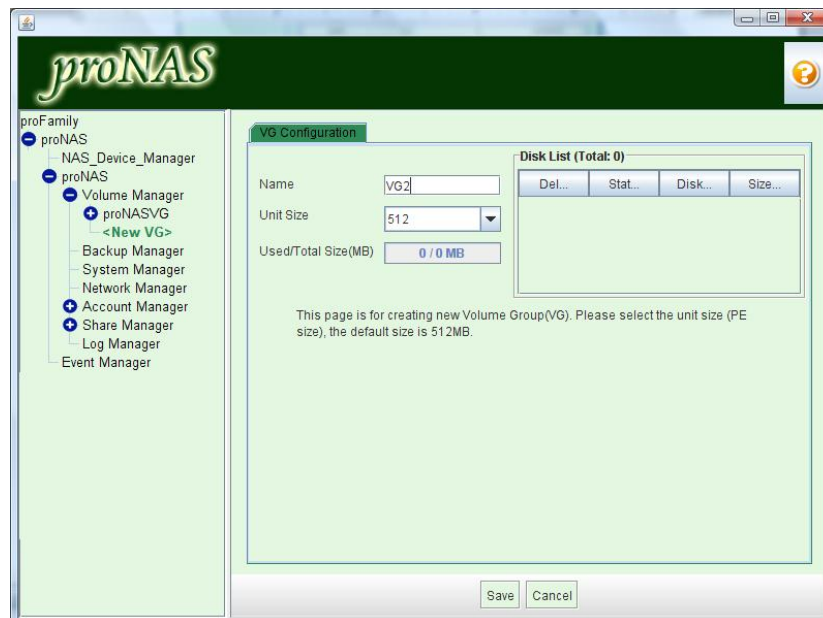 proNAS
proFamily
proNAS
NAS_Device_Manager
proNAS
Volume Manager
proNASVG
<New VG>
Backup Manager
System Manager
Network Manager
Account Manager
Share Manager
Log Manager
Event Manager
VG Configuration
Name
VG2
Unit Size
512
Used/Total Size(MB)
0 / 0 MB
Disk List (Total: 0)
Del... Stat... Disk... Size...
This page is for creating new Volume Group(VG). Please select the unit size (PE
size), the default size is 512MB.
Save Cancel